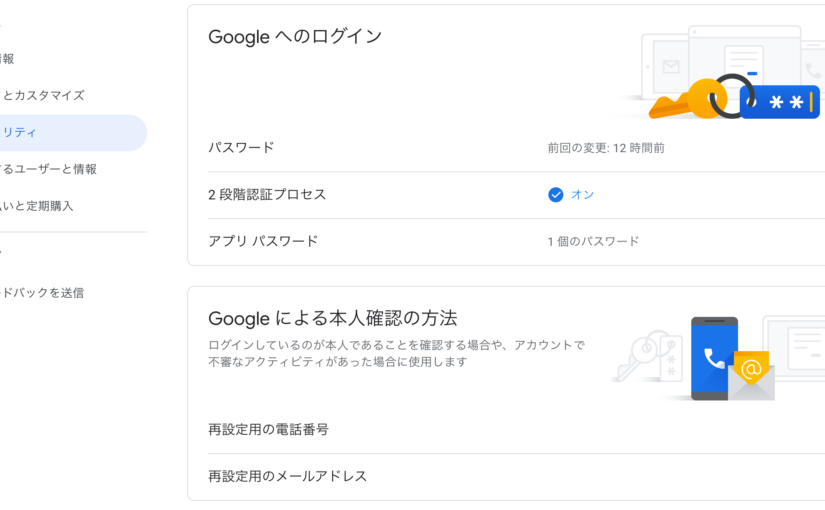 情報
とカスタマイズ
リティ
るユーザーと情報
いと定期購入
ドバックを送信
Google へのログイン
**
パスワード
前回の変更: 12 時間前
2 段階認証プロセス
オン
アプリ パスワード
1 個のパスワード
Google による本人確認の方法
ログインしているのが本人であることを確認する場合や、アカウントで
不審なアクティビティがあった場合に使用します
@
再設定用の電話番号
再設定用のメールアドレス